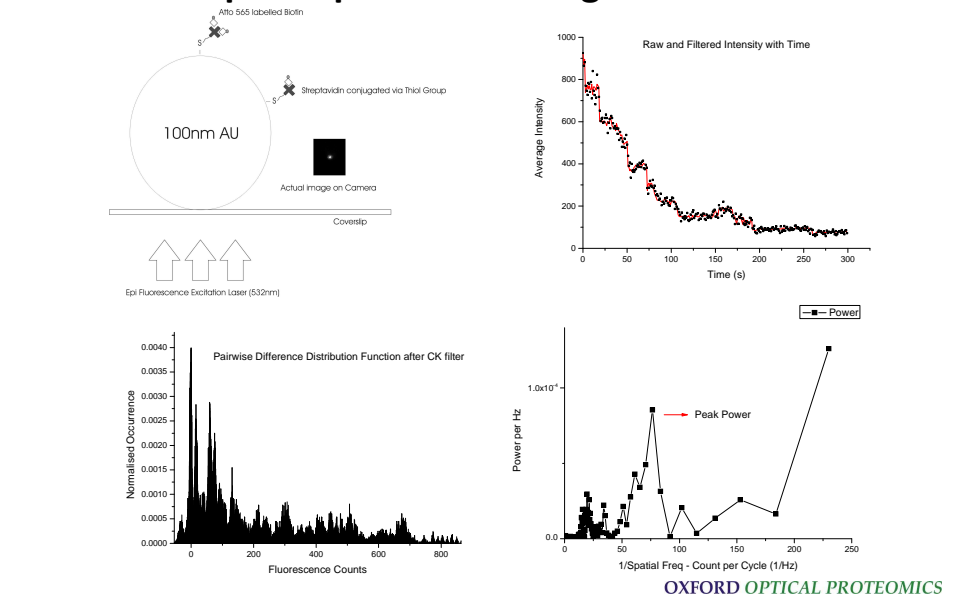 Atto 565 labelled Biotin
S
S
Streptavidin conjugated via Thiol Group
100nm AU
Actual image on Camera
Coverslip
Epi Fluorescence Excitation Laser (532nm)
Raw and Filtered Intensity with Time
Average Intensity
1000
800
600
400
200
0
0 50 100 150 200 250 300
Time (s)
Pairwise Difference Distribution Function after CK filter
Normalised Occurrence
0.0040
0.0035
0.0030
0.0025
0.0020
0.0015
0.0010
0.0005
0.0000
0 200 400 600 800
Fluorescence Counts
Power
Peak Power
Power per Hz
1.0x10⁻⁴
0.0
0 50 100 150 200 250
1/Spatial Freq - Count per Cycle (1/Hz)
OXFORD OPTICAL PROTEOMICS